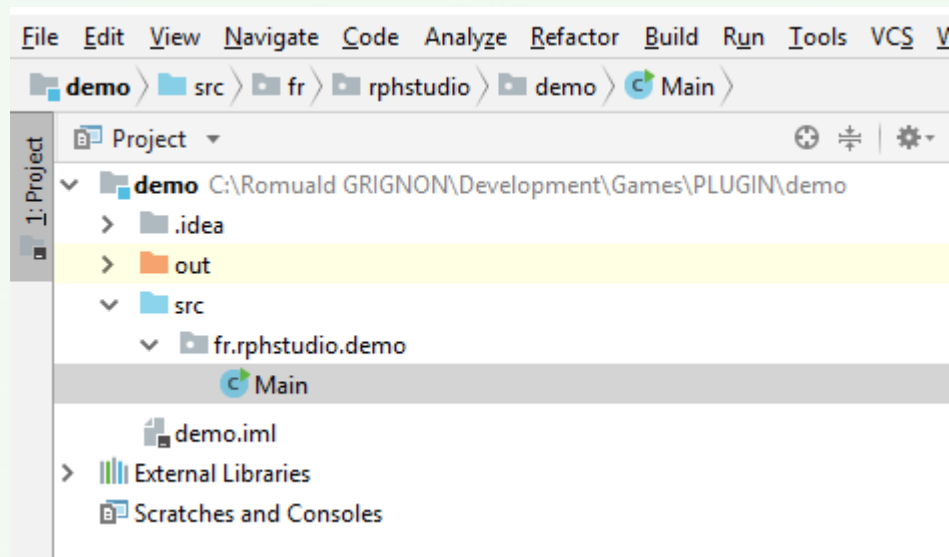 File Edit View Navigate Code Analyze Refactor Build Run Tools VCS W
demo src fr rphstudio demo Main
Project
1: Project
demo C:\Romuald GRIGNON\Development\Games\PLUGIN\demo
.idea
out
src
fr.rphstudio.demo
Main
demo.iml
External Libraries
Scratches and Consoles